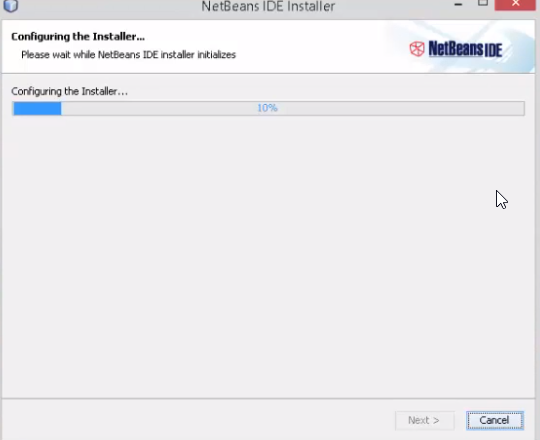 NetBeans IDE Installer
Configuring the Installer...
Please wait while NetBeans IDE installer initializes
NetBeans IDE
Configuring the Installer...
10%
Next >
Cancel